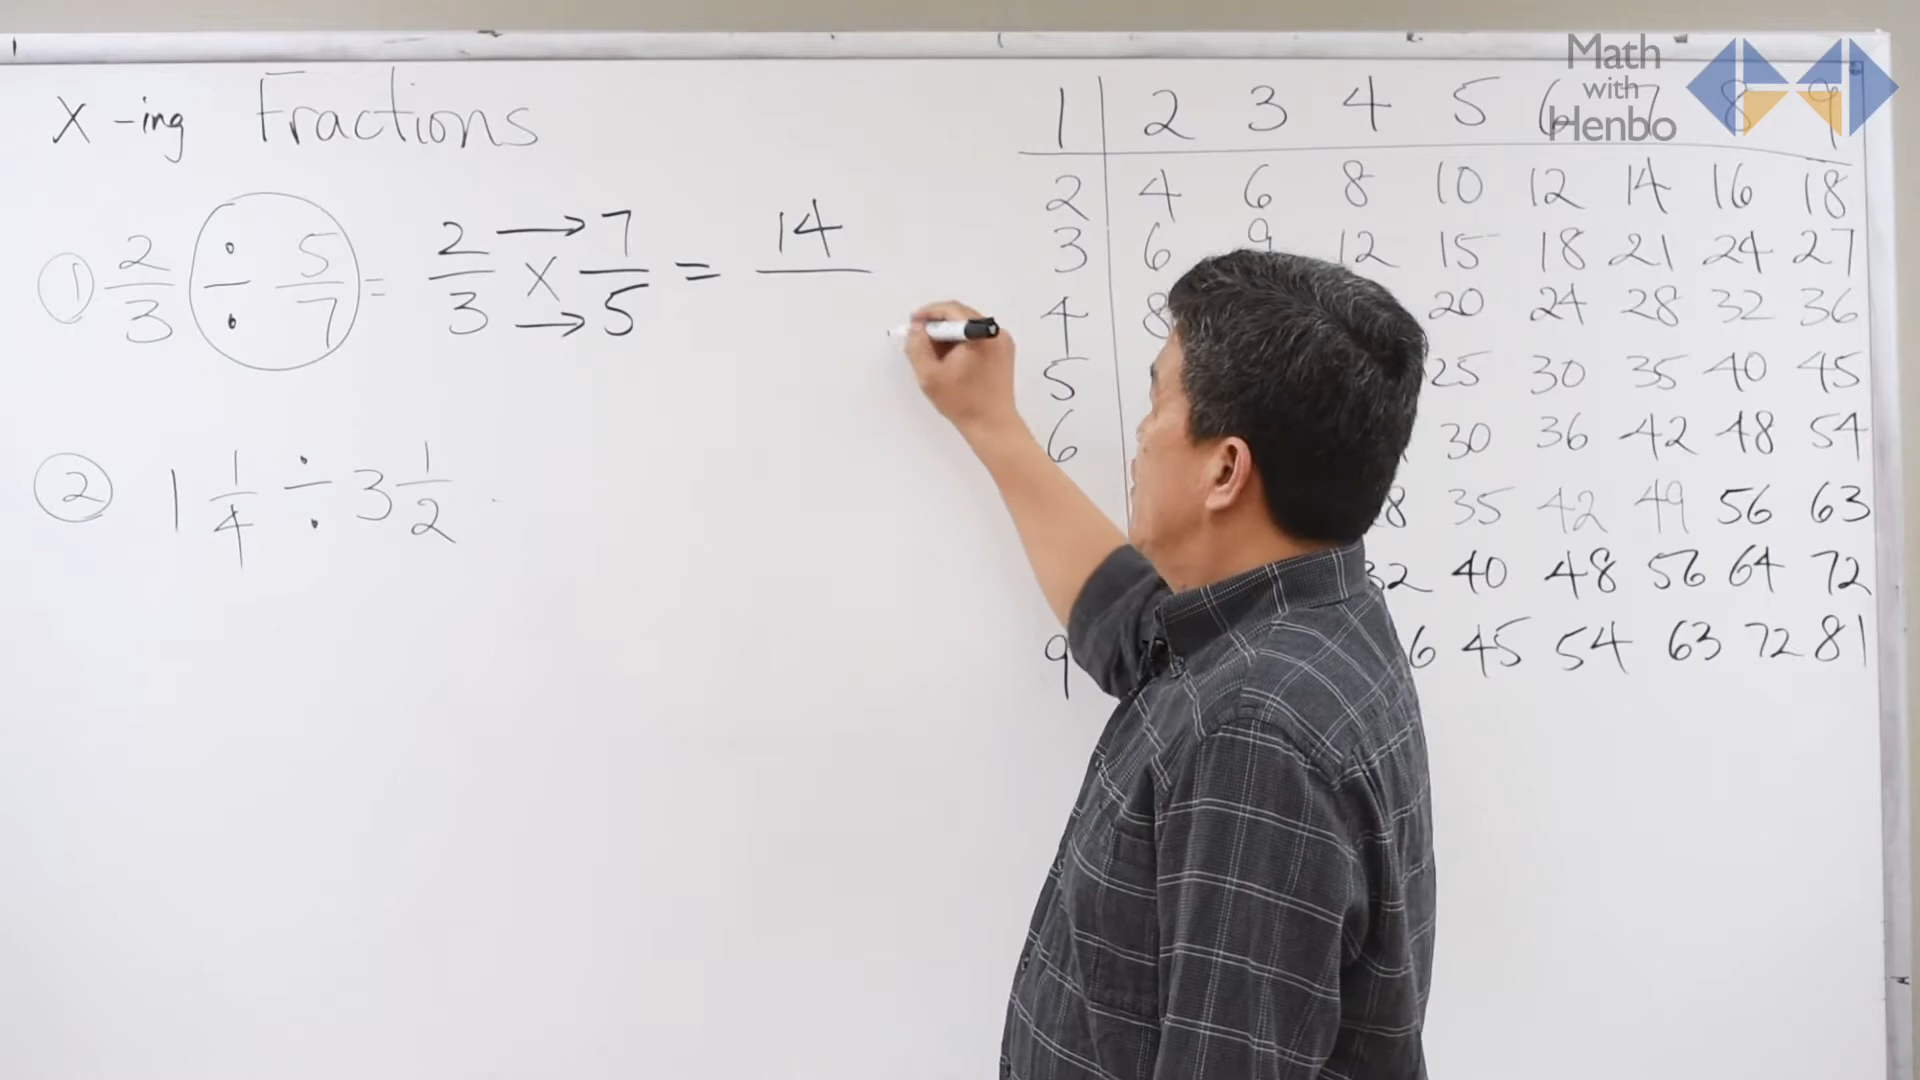 X-ing Fractions
① 2/3 ÷ 5/7 = 2/3 → X → 7/5 = 14
② 1 1/4 ÷ 3 1/2
Math
with
Henbo
1 2 3 4 5 6 7 8 9
2 4 6 8 10 12 14 16 18
3 6 9 12 15 18 21 24 27
4 8 20 24 28 32 36
5 25 30 35 40 45
6 30 36 42 48 54
8 35 42 49 56 63
32 40 48 56 64 72
9 6 45 54 63 72 81